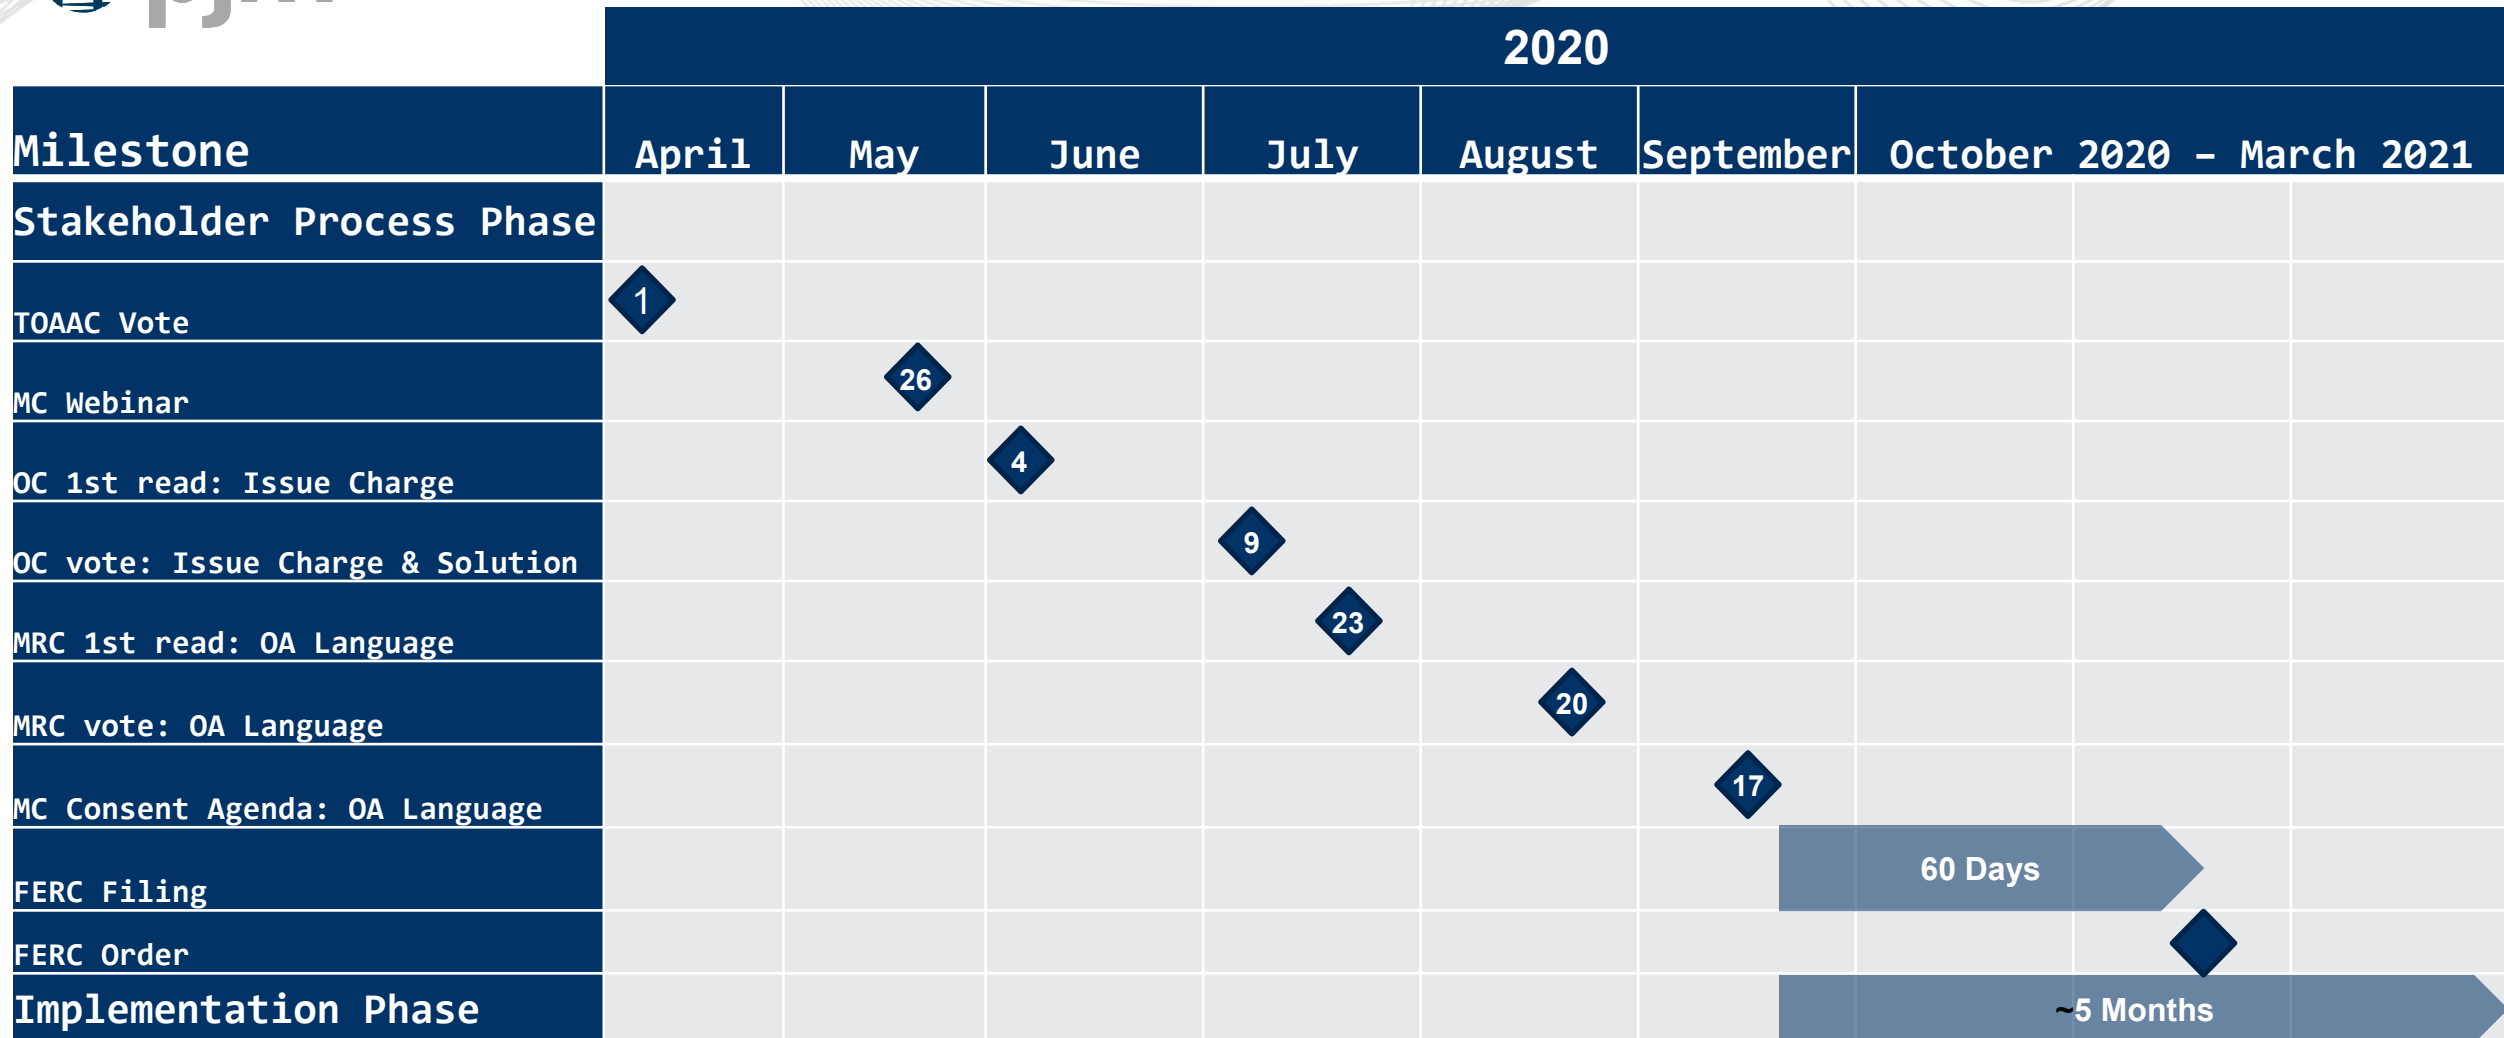 2020
Milestone April May June July August September October 2020 – March 2021
Stakeholder Process Phase
TOAAC Vote 1
MC Webinar 26
OC 1st read: Issue Charge 4
OC vote: Issue Charge & Solution 9
MRC 1st read: OA Language 23
MRC vote: OA Language 20
MC Consent Agenda: OA Language 17
FERC Filing 60 Days
FERC Order
Implementation Phase ~5 Months